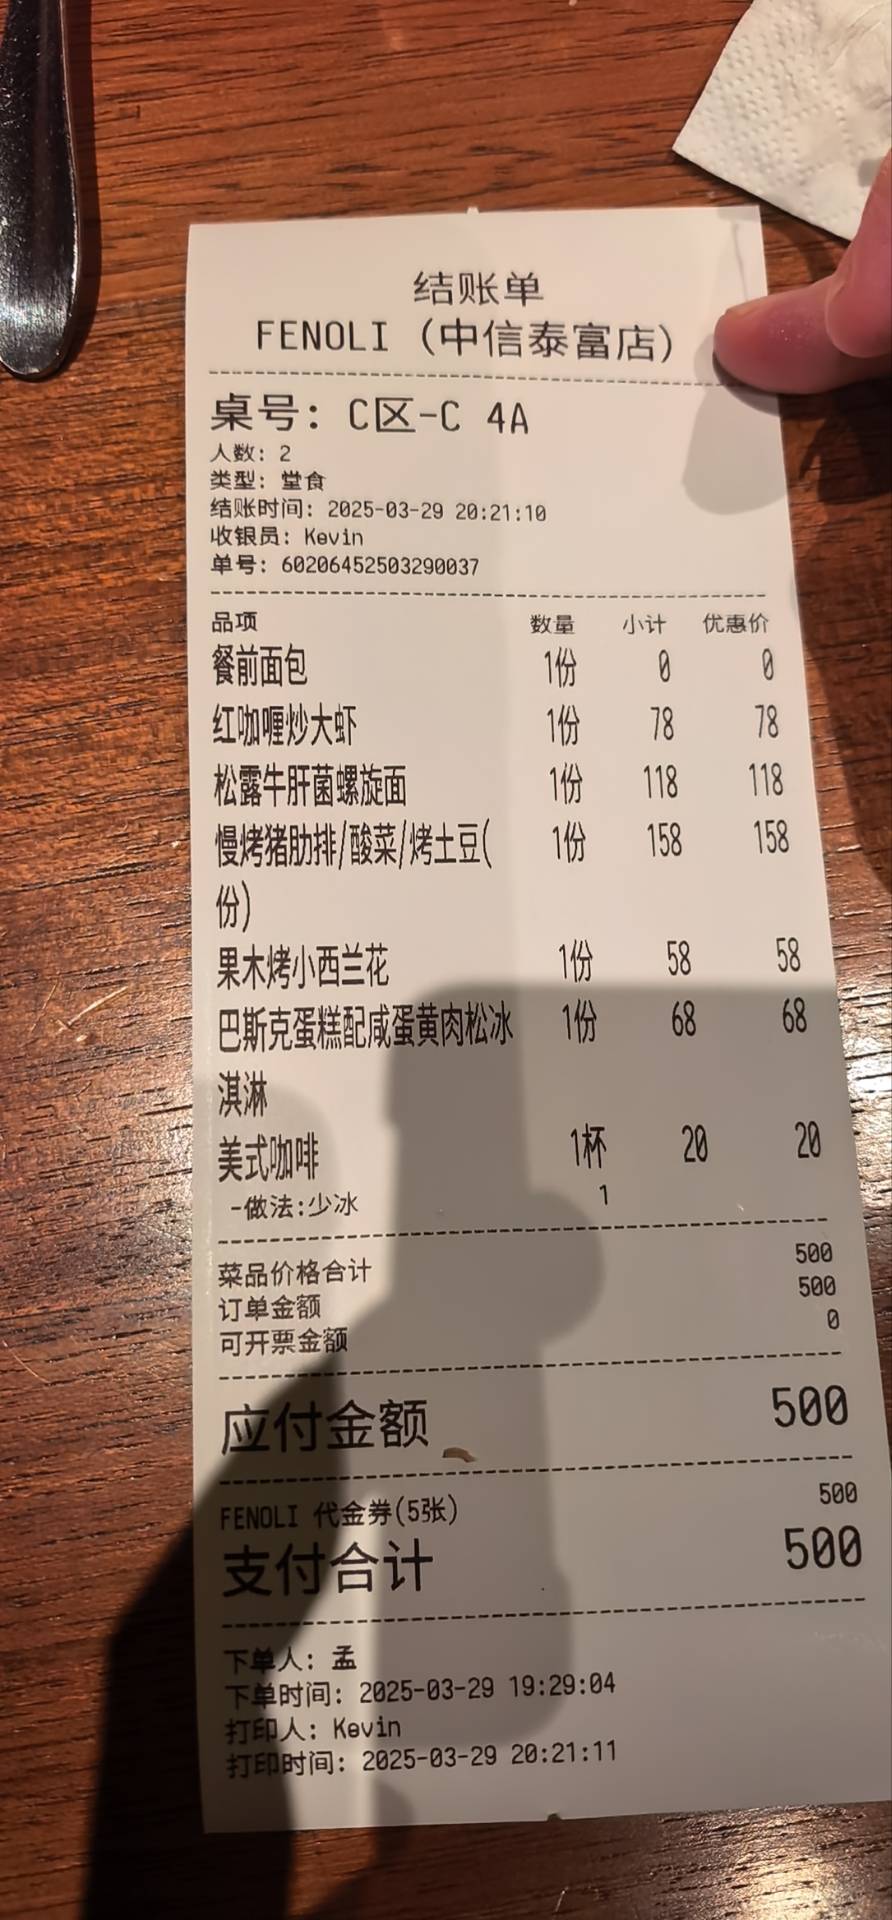 结账单
FENOLI (中信泰富店)
桌号: C区-C 4A
人数: 2
类型: 堂食
结账时间: 2025-03-29 20:21:10
收银员: Kevin
单号: 602064525032​90037
品项 数量 小计 优惠价
餐前面包 1份 0 0
红咖喱炒大虾 1份 78 78
松露牛肝菌螺旋面 1份 118 118
慢烤猪肋排/酸菜/烤土豆( 1份 158 158
份)
果木烤小西兰花 1份 58 58
巴斯克蛋糕配咸蛋黄肉松冰 1份 68 68
淇淋
美式咖啡 1杯 20 20
-做法:少冰 1
菜品价格合计 500
订单金额 500
可开票金额 0
应付金额 500
FENOLI 代金券(5张) 500
支付合计 500
下单人: 孟
下单时间: 2025-03-29 19:29:04
打印人: Kevin
打印时间: 2025-03-29 20:21:11